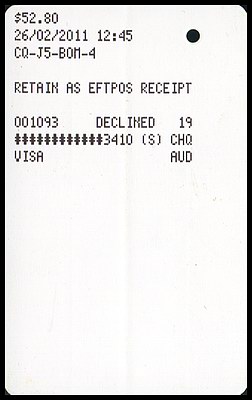 $52.80
26/02/2011 12:45
CQ-J5-BOM-4
RETAIN AS EFTPOS RECEIPT
001093 DECLINED 19
############3410 (S) CHQ
VISA AUD